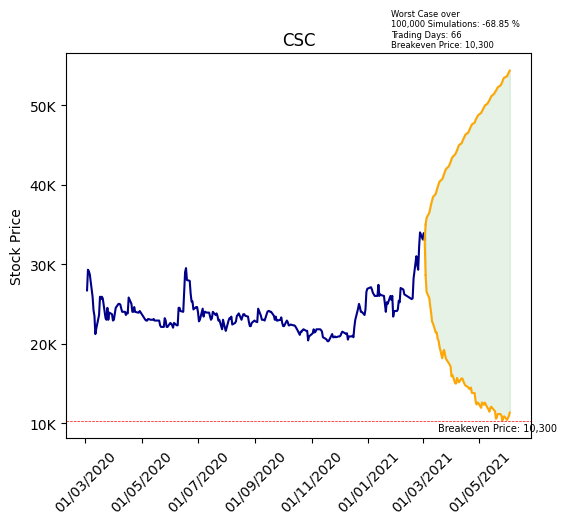 Worst Case over
100,000 Simulations: -68.85 %
Trading Days: 66
Breakeven Price: 10,300
CSC
Stock Price
50K
40K
30K
20K
10K
Breakeven Price: 10,300
01/03/2020
01/05/2020
01/07/2020
01/09/2020
01/11/2020
01/01/2021
01/03/2021
01/05/2021